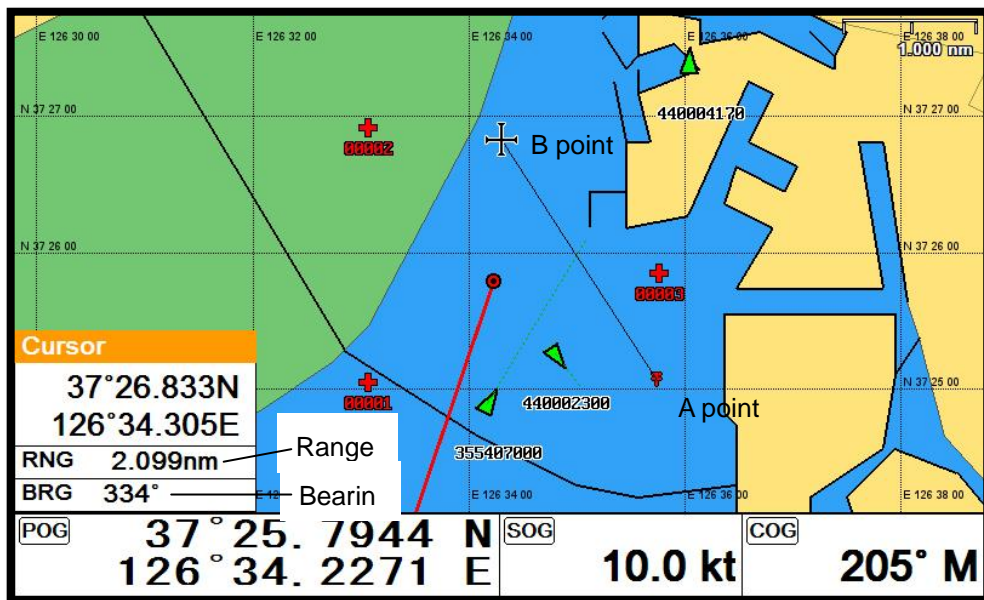 E 126 30 00
E 126 32 00
E 126 34 00
E 126 36 00
E 126 38 00
1.000 nm
N 37 27 00
N 37 27 00
440004170
00002
B point
N 37 26 00
N 37 26 00
00003
Cursor
37°26.833N
126°34.305E
RNG 2.099nm
BRG 334°
Range
Bearin
00001
440002300
A point
N 37 25 00
355407000
E 12
E 126 34 00
E 126 36 00
E 126 38 00
POG 37°25. 7944 N
126°34. 2271 E
SOG
10.0 kt
COG
205° M